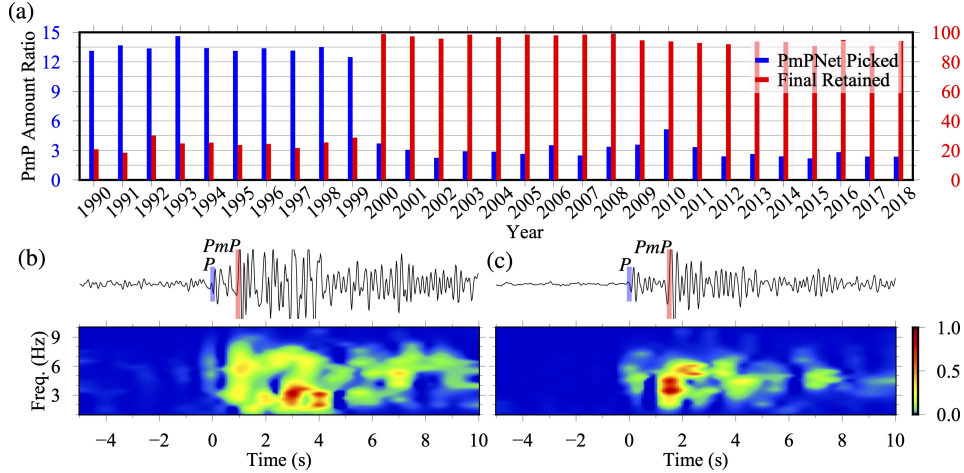 (a)
PmP Amount Ratio
15
12
9
6
3
0
100
80
60
40
20
0
PmPNet Picked
Final Retained
1990 1991 1992 1993 1994 1995 1996 1997 1998 1999 2000 2001 2002 2003 2004 2005 2006 2007 2008 2009 2010 2011 2012 2013 2014 2015 2016 2017 2018
Year
(b)
PmP
P
(c)
PmP
P
Freq. (Hz)
9
6
3
1.0
0.5
0.0
−4 −2 0 2 4 6 8 10
Time (s)
−4 −2 0 2 4 6 8 10
Time (s)